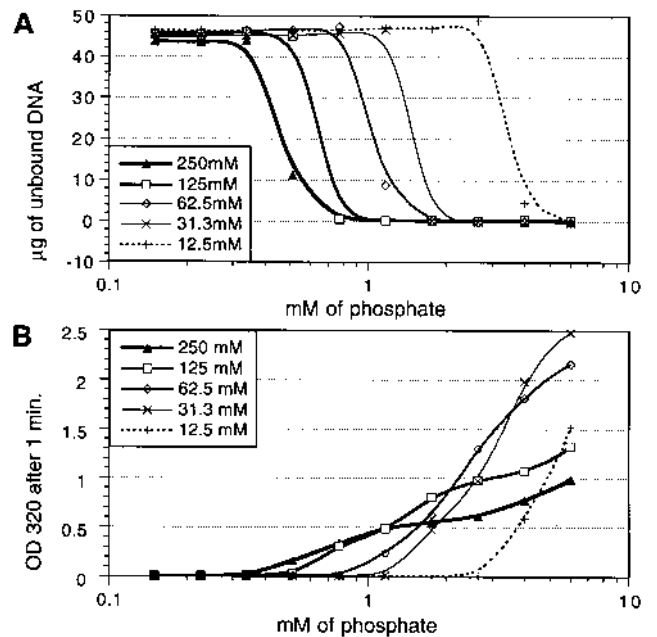 A
50
40
30
20
10
0
-10
µg of unbound DNA
250mM
125mM
62.5mM
31.3mM
12.5mM
0.1
1
10
mM of phosphate
B
2.5
2
1.5
1
0.5
0
OD 320 after 1 min.
250 mM
125 mM
62.5 mM
31.3 mM
12.5 mM
0.1
1
10
mM of phosphate